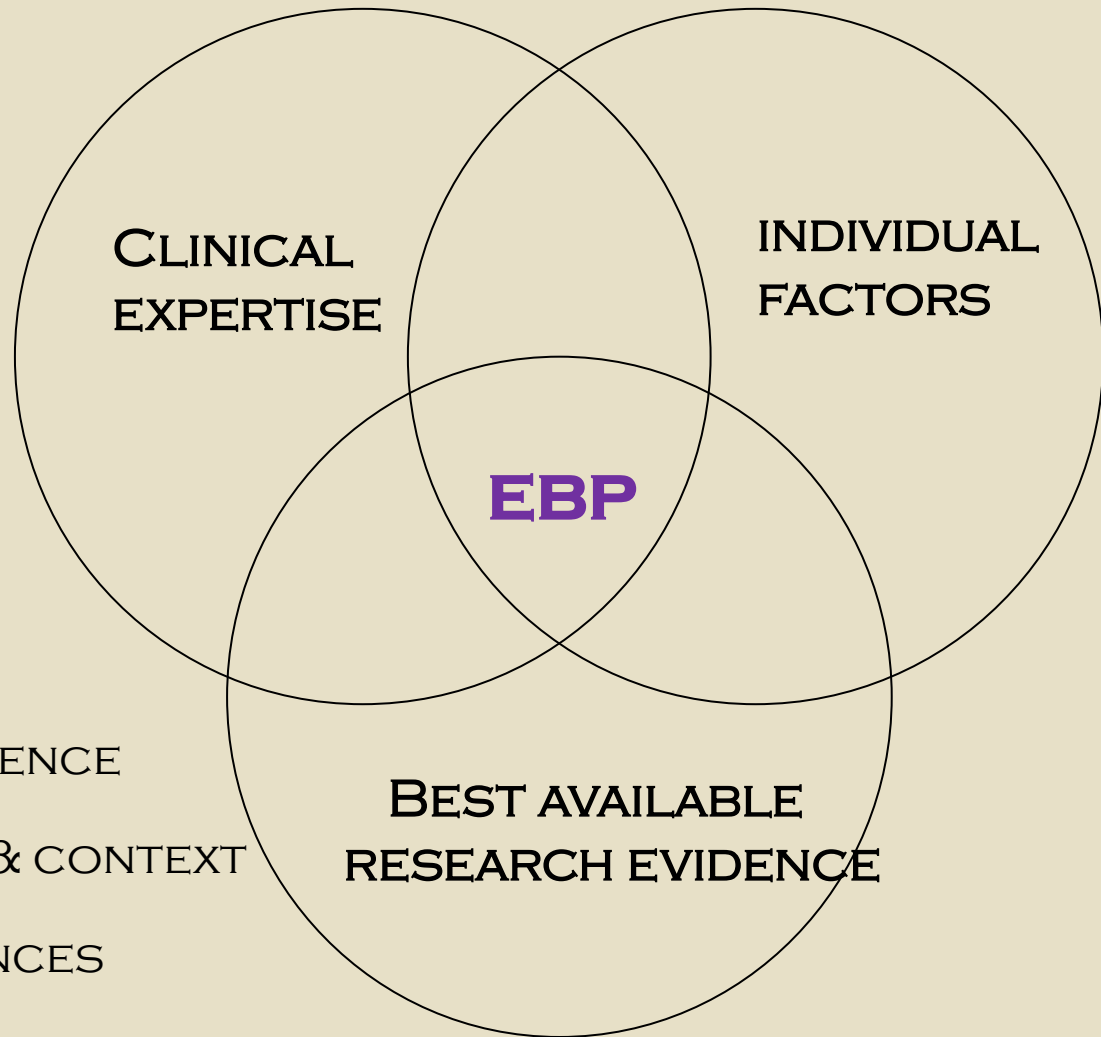 CLINICAL
EXPERTISE
INDIVIDUAL
FACTORS
EBP
ENCE
& CONTEXT
NCES
BEST AVAILABLE
RESEARCH EVIDENCE